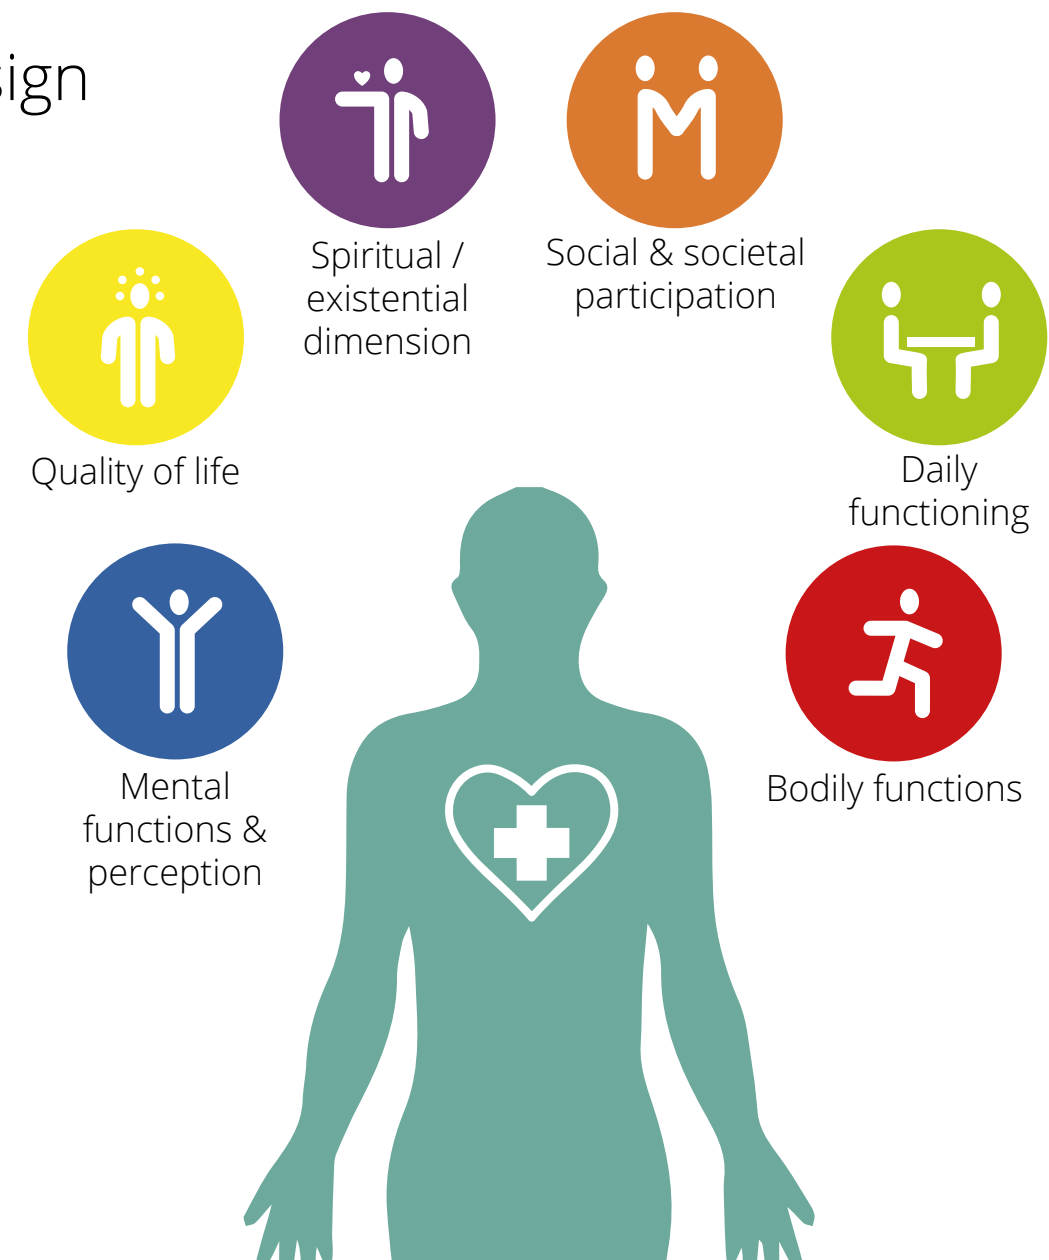 sign
Spiritual /
existential
dimension
Social & societal
participation
Quality of life
Daily
functioning
Mental
functions &
perception
Bodily functions